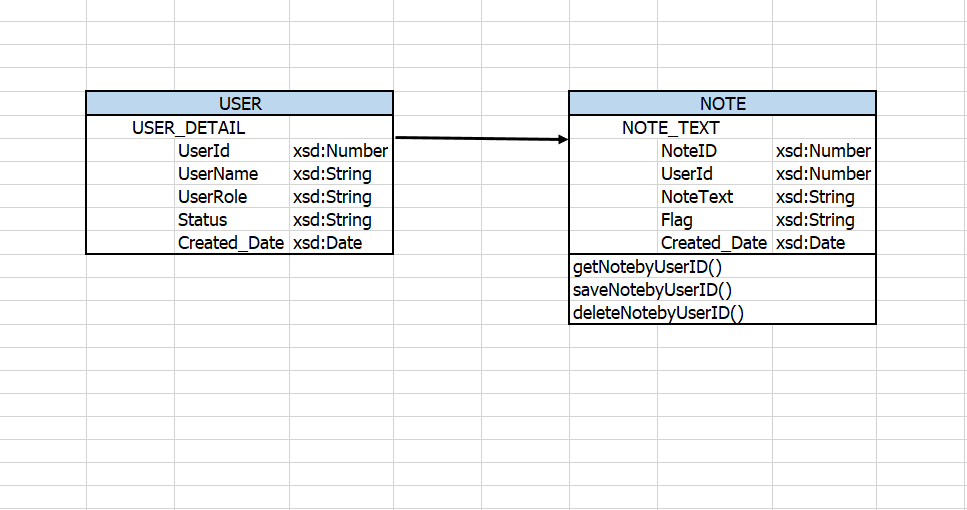 USER
USER_DETAIL
UserId xsd:Number
UserName xsd:String
UserRole xsd:String
Status xsd:String
Created_Date xsd:Date
NOTE
NOTE_TEXT
NoteID xsd:Number
UserId xsd:Number
NoteText xsd:String
Flag xsd:String
Created_Date xsd:Date
getNotebyUserID()
saveNotebyUserID()
deleteNotebyUserID()